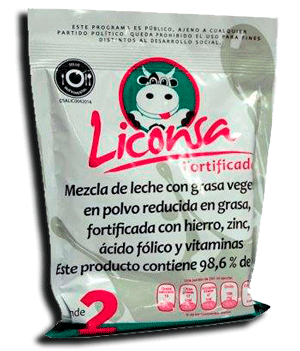 ESTE PROGRAMA ES PÚBLICO, AJENO A CUALQUIER
PARTIDO POLÍTICO. QUEDA PROHIBIDO EL USO PARA FINES
DISTINTOS AL DESARROLLO SOCIAL.
Liconsa
Fortificada
Mezcla de leche con grasa vege
en polvo reducida en grasa,
fortificada con hierro, zinc,
ácido fólico y vitaminas
Este producto contiene 98,6 % de
nde 2